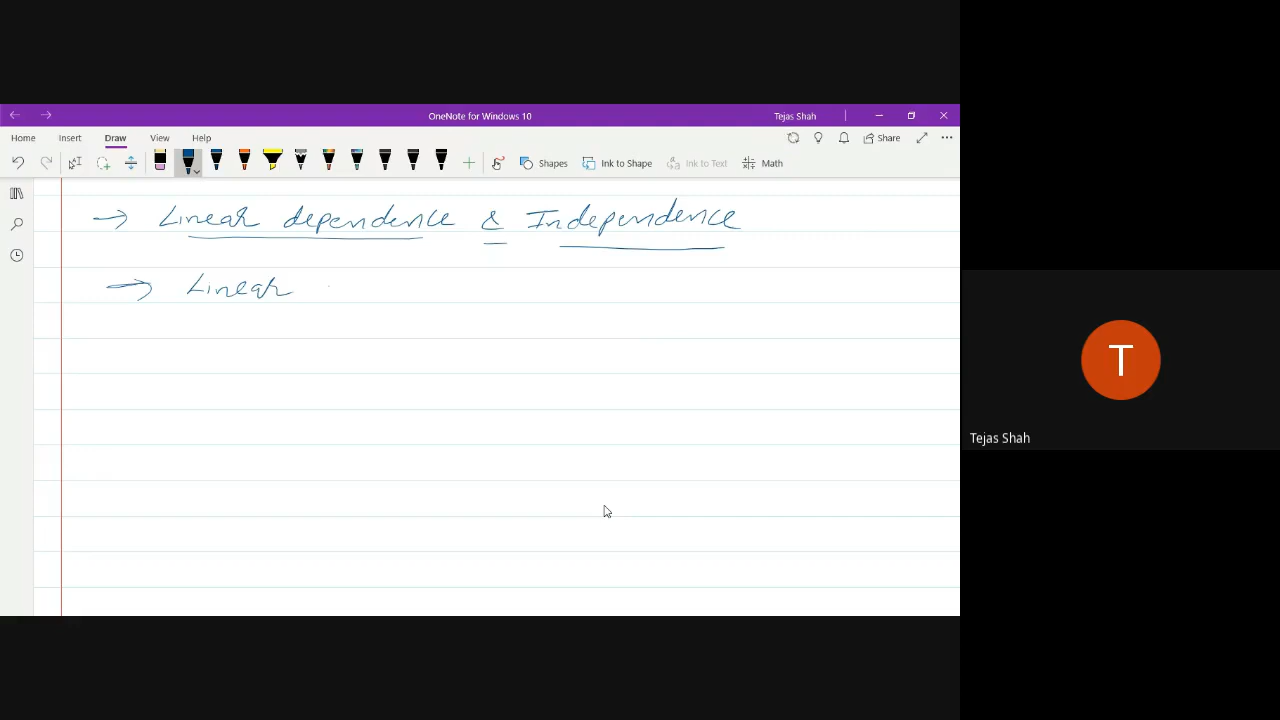 OneNote for Windows 10
Tejas Shah
Home Insert Draw View Help
Share
Shapes Ink to Shape Ink to Text Math
→ Linear dependence & Independence
→ Linear
T
Tejas Shah